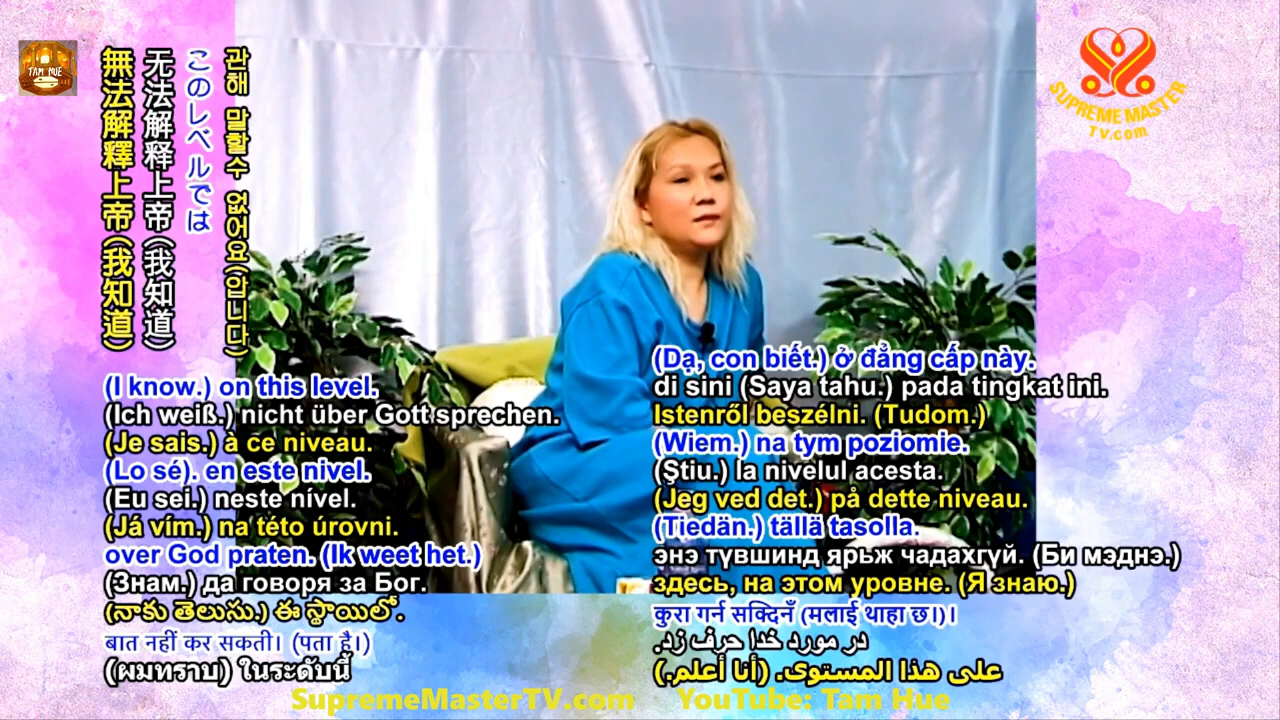 TAM HUE
無法解釋上帝(我知道)
无法解释上帝(我知道)
このレベルでは
관해 말할수 없어요(압니다)
SUPREME MASTER
TV.com
(I know.) on this level.
(Ich weiß.) nicht über Gott sprechen.
(Je sais.) à ce niveau.
(Lo sé). en este nivel.
(Eu sei.) neste nível.
(Já vím.) na této úrovni.
over God praten. (Ik weet het.)
(Знам.) да говоря за Бог.
(నాకు తెలుసు.) ఈ స్థాయిలో.
बात नहीं कर सकती। (पता है।)
(ผมทราบ) ในระดับนี้
(Dạ, con biết.) ở đẳng cấp này.
di sini (Saya tahu.) pada tingkat ini.
Istenről beszélni. (Tudom.)
(Wiem.) na tym poziomie.
(Ştiu.) la nivelul acesta.
(Jeg ved det.) på dette niveau.
(Tiedän.) tällä tasolla.
энэ түвшинд ярьж чадахгүй. (Би мэднэ.)
здесь, на этом уровне. (Я знаю.)
कुरा गर्न सक्दिनँ (मलाई थाहा छ।)।
در مورد خدا حرف زد.
على هذا المستوى. (أنا أعلم.)
SupremeMasterTV.com
YouTube: Tam Hue